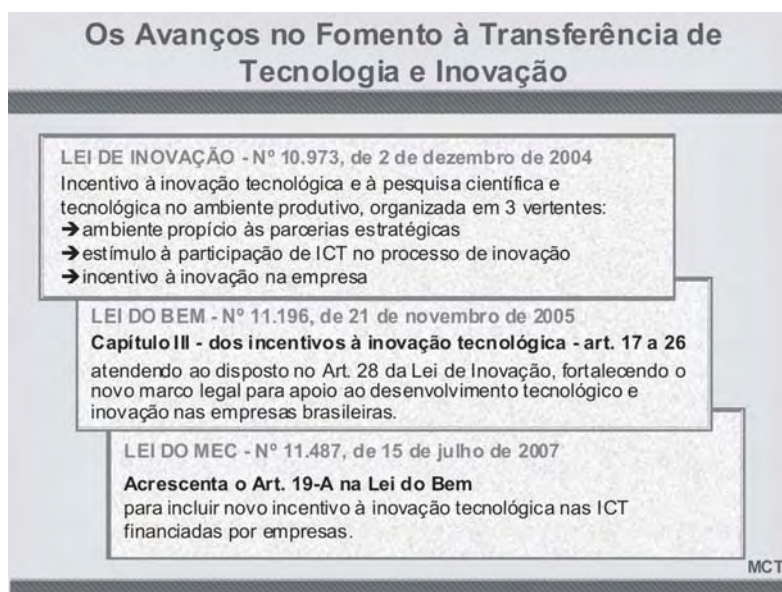 Os Avanços no Fomento à Transferência de
Tecnologia e Inovação
LEI DE INOVAÇÃO - Nº 10.973, de 2 de dezembro de 2004
Incentivo à inovação tecnológica e à pesquisa científica e
tecnológica no ambiente produtivo, organizada em 3 vertentes:
➔ambiente propício às parcerias estratégicas
➔estímulo à participação de ICT no processo de inovação
➔incentivo à inovação na empresa
LEI DO BEM - Nº 11.196, de 21 de novembro de 2005
Capítulo III - dos incentivos à inovação tecnológica - art. 17 a 26
atendendo ao disposto no Art. 28 da Lei de Inovação, fortalecendo o
novo marco legal para apoio ao desenvolvimento tecnológico e
inovação nas empresas brasileiras.
LEI DO MEC - Nº 11.487, de 15 de julho de 2007
Acrescenta o Art. 19-A na Lei do Bem
para incluir novo incentivo à inovação tecnológica nas ICT
financiadas por empresas.
MCT